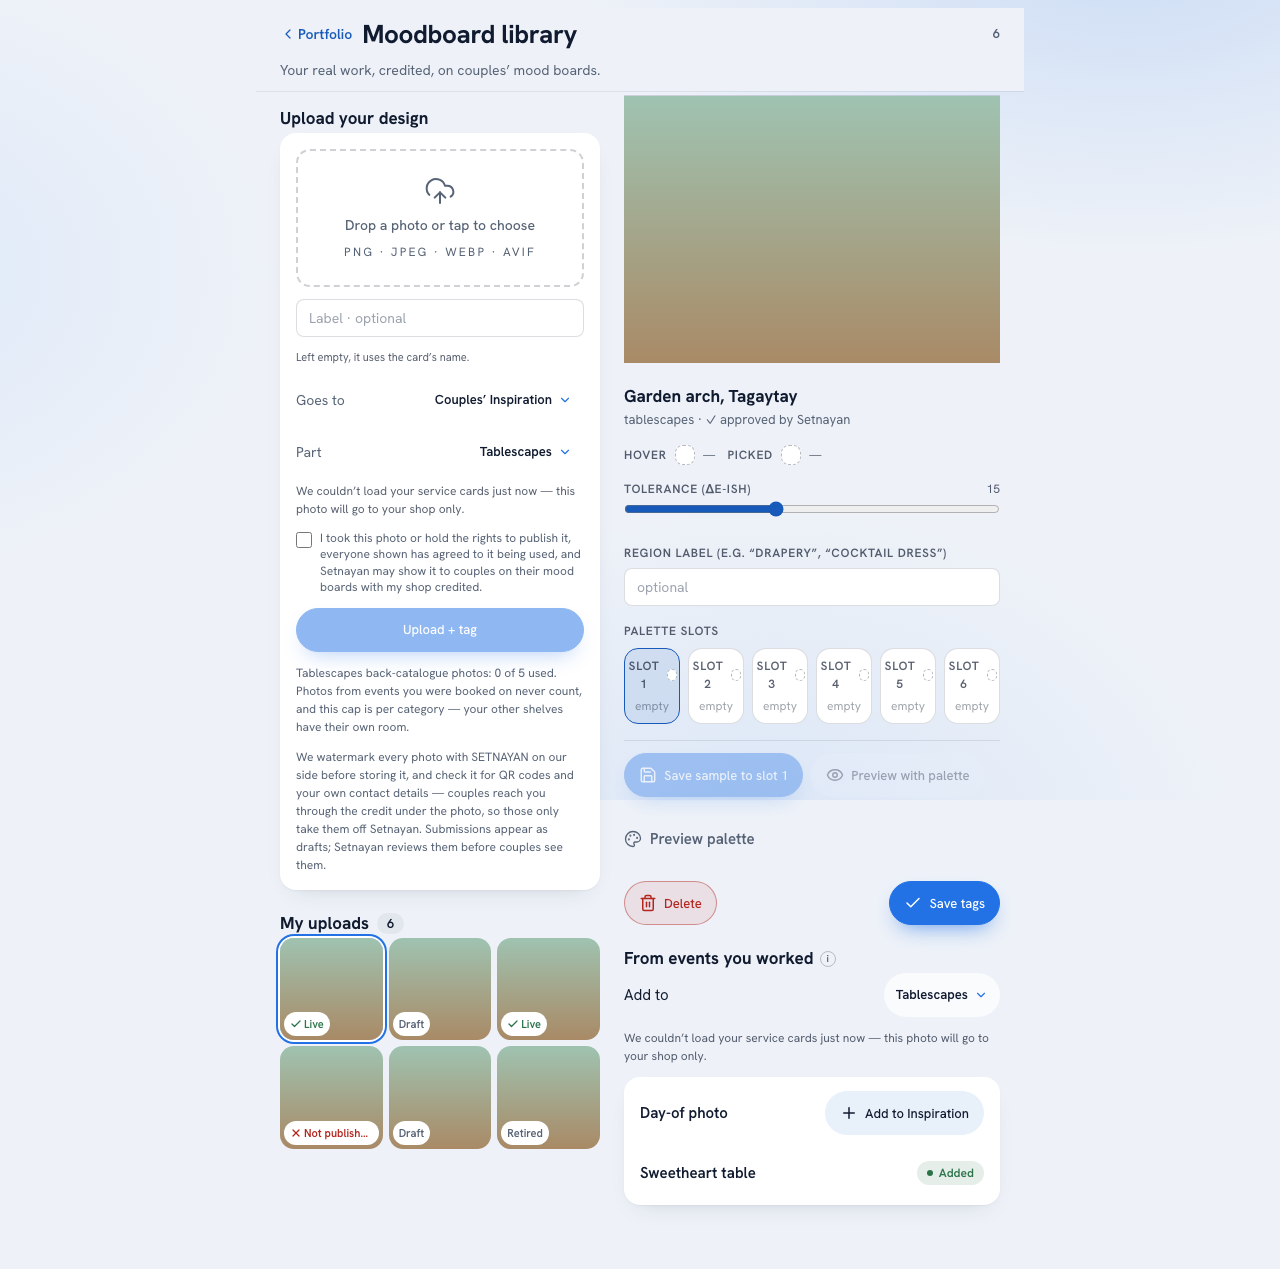 Portfolio
Moodboard library
6
Your real work, credited, on couples’ mood boards.
Upload your design
Drop a photo or tap to choose
PNG · JPEG · WEBP · AVIF
Label · optional
Left empty, it uses the card’s name.
Goes to
Couples’ Inspiration
Part
Tablescapes
We couldn’t load your service cards just now — this
photo will go to your shop only.
I took this photo or hold the rights to publish it,
everyone shown has agreed to it being used, and
Setnayan may show it to couples on their mood
boards with my shop credited.
Upload + tag
Tablescapes back-catalogue photos: 0 of 5 used.
Photos from events you were booked on never count,
and this cap is per category — your other shelves
have their own room.
We watermark every photo with SETNAYAN on our
side before storing it, and check it for QR codes and
your own contact details — couples reach you
through the credit under the photo, so those only
take them off Setnayan. Submissions appear as
drafts; Setnayan reviews them before couples see
them.
My uploads 6
Live
Draft
Live
Not publish...
Draft
Retired
Garden arch, Tagaytay
tablescapes · ✓ approved by Setnayan
HOVER — PICKED —
TOLERANCE (ΔE-ISH) 15
REGION LABEL (E.G. “DRAPERY”, “COCKTAIL DRESS”)
optional
PALETTE SLOTS
SLOT 1
empty
SLOT 2
empty
SLOT 3
empty
SLOT 4
empty
SLOT 5
empty
SLOT 6
empty
Save sample to slot 1
Preview with palette
Preview palette
Delete
Save tags
From events you worked i
Add to
Tablescapes
We couldn’t load your service cards just now — this photo will go to
your shop only.
Day-of photo
Add to Inspiration
Sweetheart table
Added